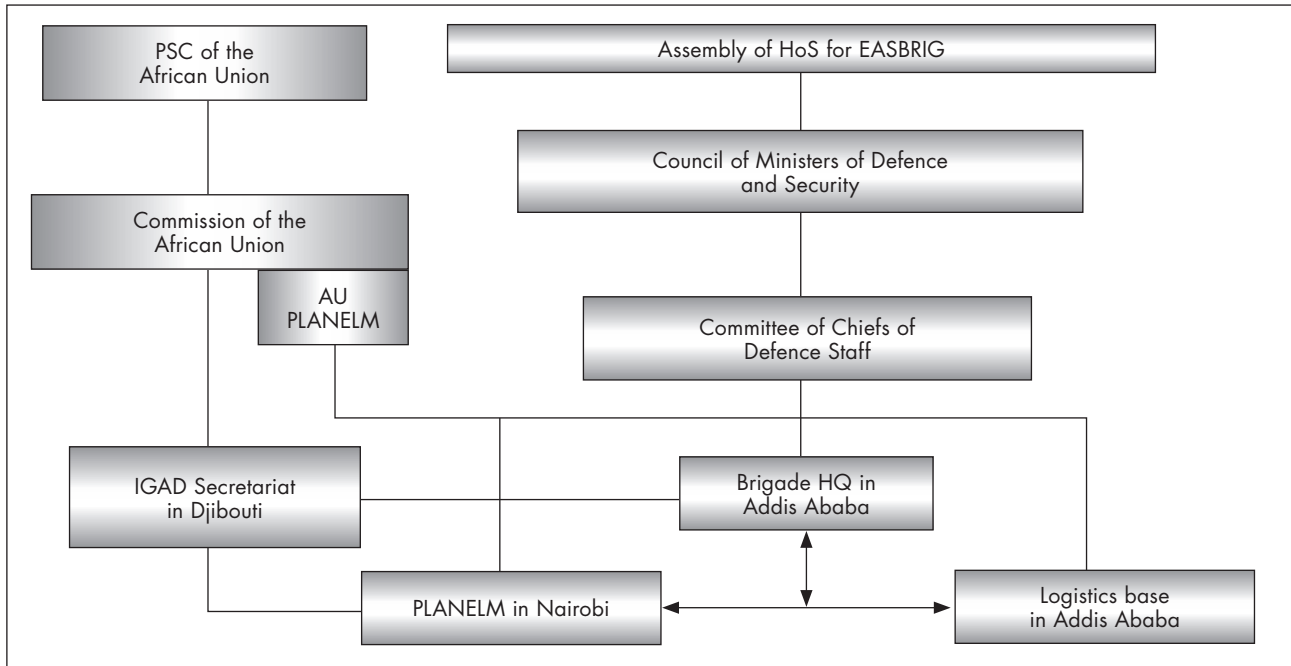 PSC of the
African Union
Assembly of HoS for EASBRIG
Council of Ministers of Defence
and Security
Commission of the
African Union
AU
PLANELM
Committee of Chiefs of
Defence Staff
IGAD Secretariat
in Djibouti
Brigade HQ in
Addis Ababa
PLANELM in Nairobi
Logistics base
in Addis Ababa